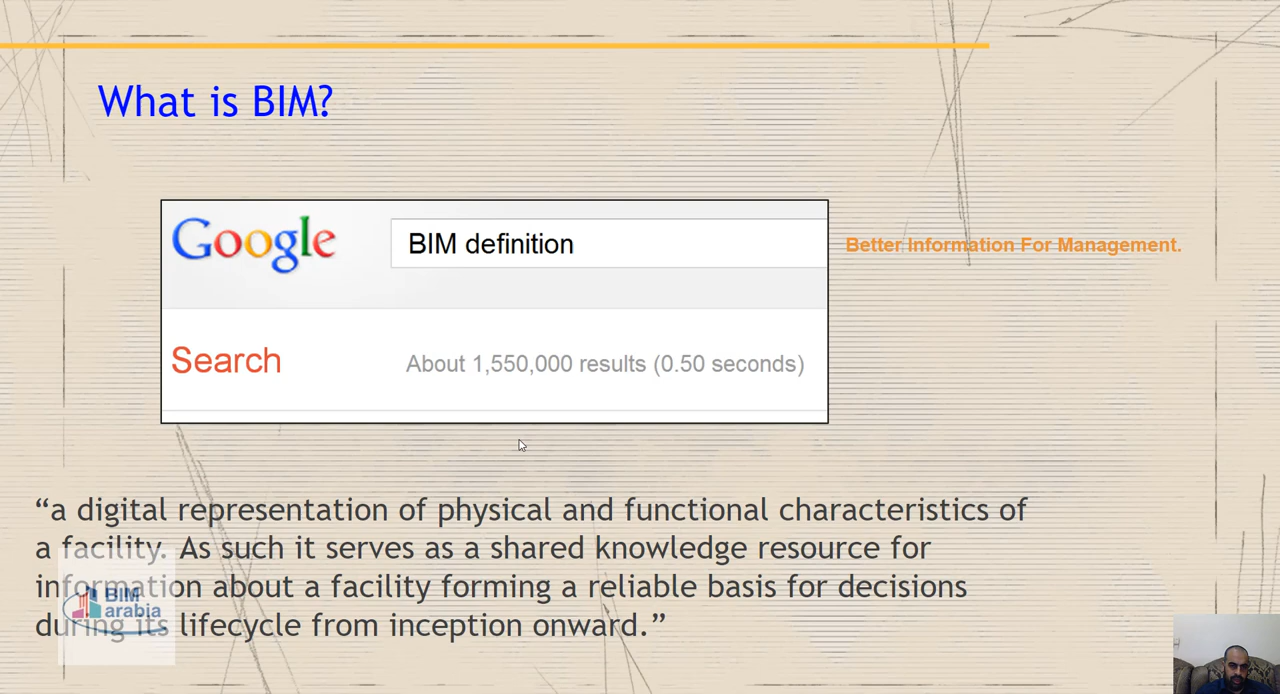 What is BIM?
Google
BIM definition
Better Information For Management.
Search
About 1,550,000 results (0.50 seconds)
“a digital representation of physical and functional characteristics of
a facility. As such it serves as a shared knowledge resource for
information about a facility forming a reliable basis for decisions
during its lifecycle from inception onward.”
BIM
arabia